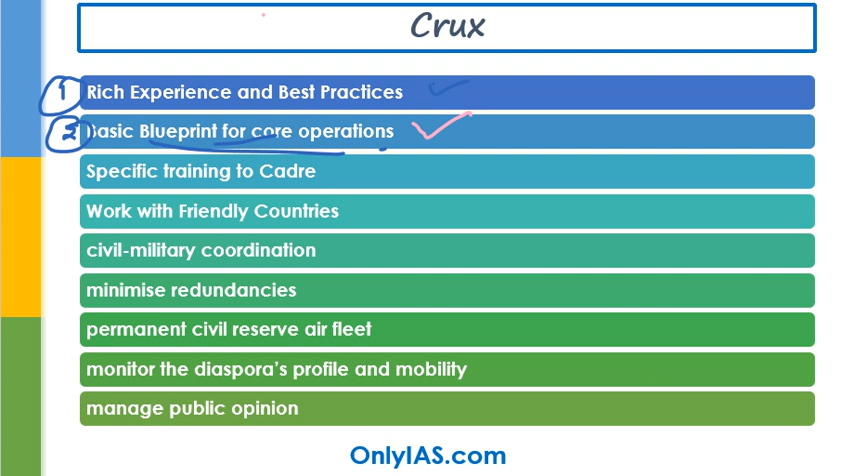 Crux
1 Rich Experience and Best Practices
2 Basic Blueprint for core operations
Specific training to Cadre
Work with Friendly Countries
civil-military coordination
minimise redundancies
permanent civil reserve air fleet
monitor the diaspora's profile and mobility
manage public opinion
OnlyIAS.com